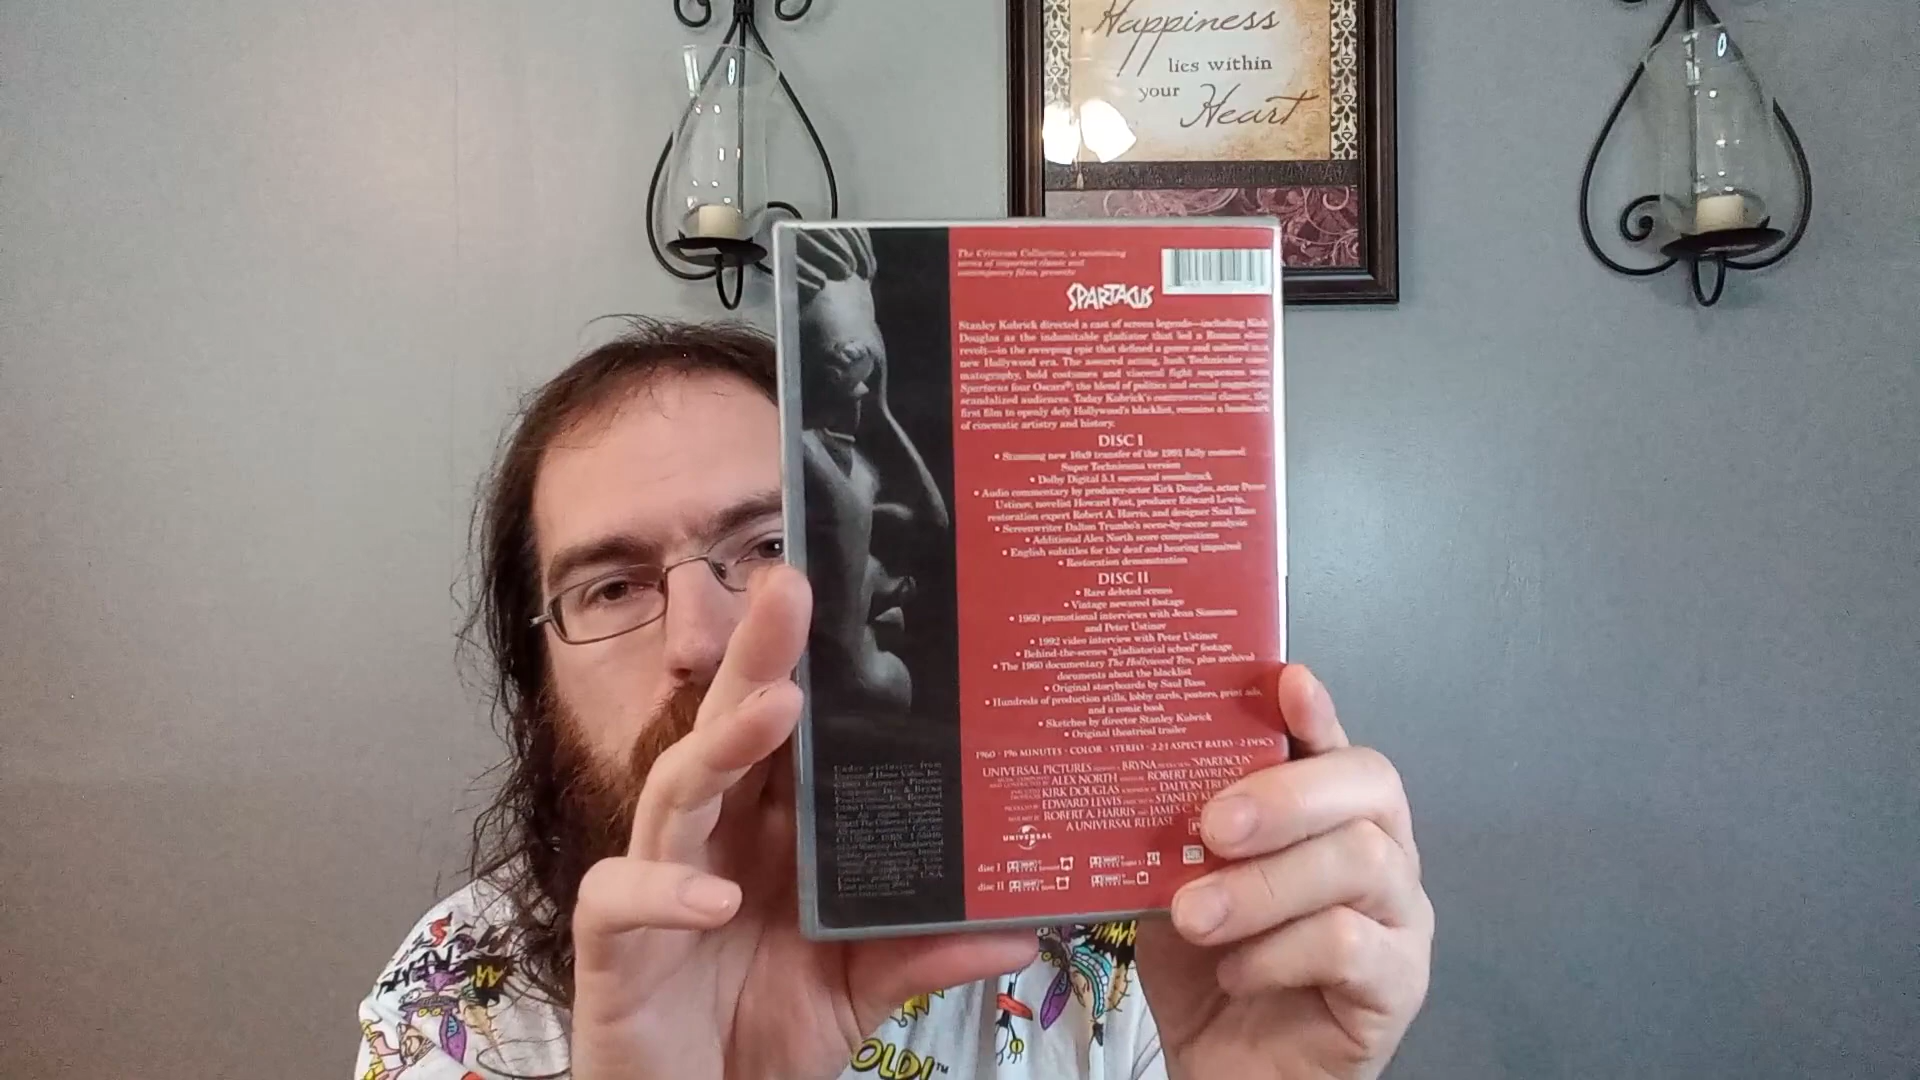 Happiness
lies within
your
Heart
The Criterion Collection, a continuing
series of important classic and
contemporary films, presents
SPARTACUS
Stanley Kubrick directed a cast of screen legends—including Kirk
Douglas as the indomitable gladiator that led a Roman slave
revolt—in the sweeping epic that defined a genre and ushered in a
new Hollywood era. The assured acting, lush Technicolor cine-
matography, bold costumes and visceral fight sequences won
Spartacus four Oscars®; the blend of politics and sexual suggestion
scandalized audiences. Today Kubrick's controversial classic, the
first film to openly defy Hollywood's blacklist, remains a landmark
of cinematic artistry and history.
DISC I
• Stunning new 16x9 transfer of the 1991 fully restored
Super Technirama version
• Dolby Digital 5.1 surround soundtrack
• Audio commentary by producer-actor Kirk Douglas, actor Peter
Ustinov, novelist Howard Fast, producer Edward Lewis,
restoration expert Robert A. Harris, and designer Saul Bass
• Screenwriter Dalton Trumbo's scene-by-scene analysis
• Additional Alex North score compositions
• English subtitles for the deaf and hearing impaired
• Restoration demonstration
DISC II
• Rare deleted scenes
• Vintage newsreel footage
• 1960 promotional interviews with Jean Simmons
and Peter Ustinov
• 1992 video interview with Peter Ustinov
• Behind-the-scenes "gladiatorial school" footage
• The 1960 documentary The Hollywood Ten, plus archival
documents about the blacklist
• Original storyboards by Saul Bass
• Hundreds of production stills, lobby cards, posters, print ads,
and a comic book
• Sketches by director Stanley Kubrick
• Original theatrical trailer
1960 · 196 MINUTES · COLOR · STEREO · 2.2:1 ASPECT RATIO · 2 DISCS
UNIVERSAL PICTURES BRYNA "SPARTACUS"
ALEX NORTH ROBERT LAWRENCE
KIRK DOUGLAS DALTON
EDWARD LEWIS STANLEY
ROBERT A. HARRIS JAMES C.
A UNIVERSAL RELEASE
UNIVERSAL
disc I
disc II
Under exclusive from
Universal Home Video, Inc.
U.S.A.
OLD!™